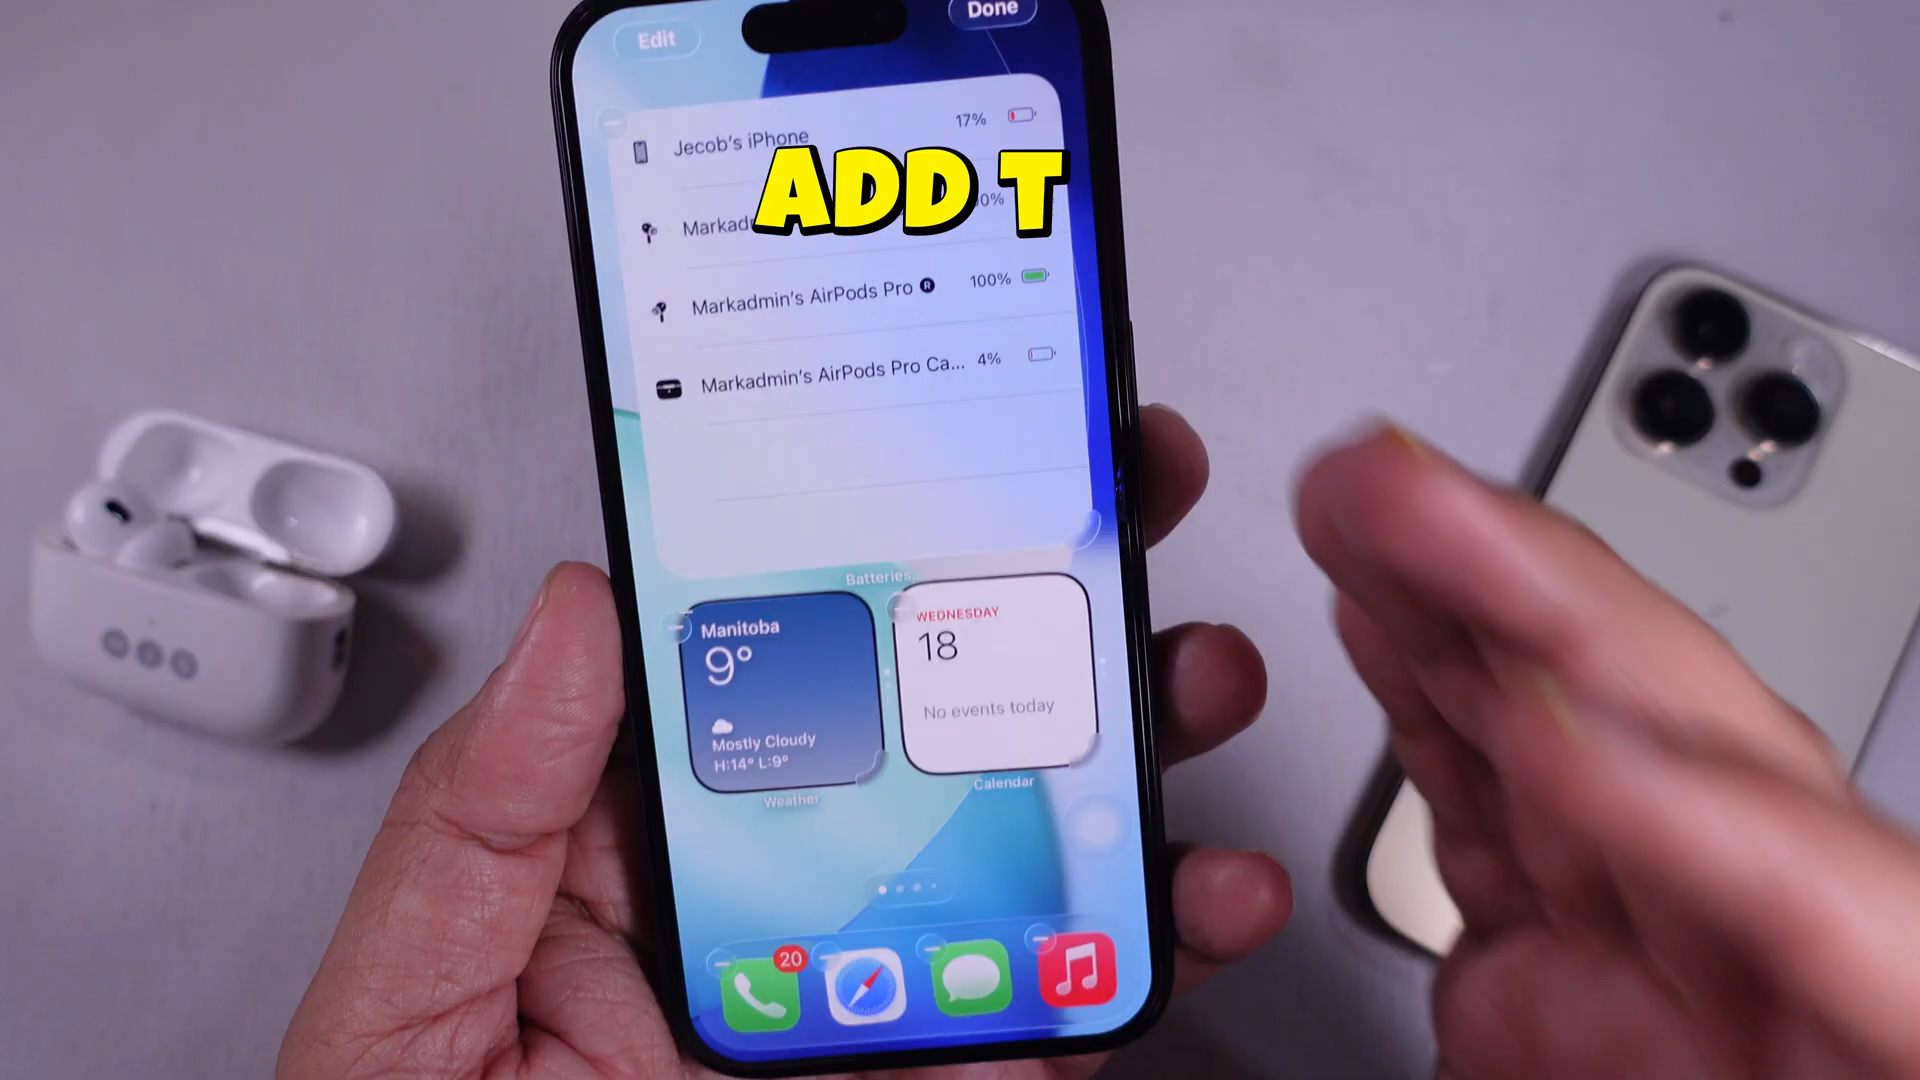 Edit
Done
Jecob's iPhone 17%
ADD T
Markad 0%
Markadmin's AirPods Pro R 100%
Markadmin's AirPods Pro Ca... 4%
Batteries
Manitoba
9°
Mostly Cloudy
H:14° L:9°
Weather
WEDNESDAY
18
No events today
Calendar
20